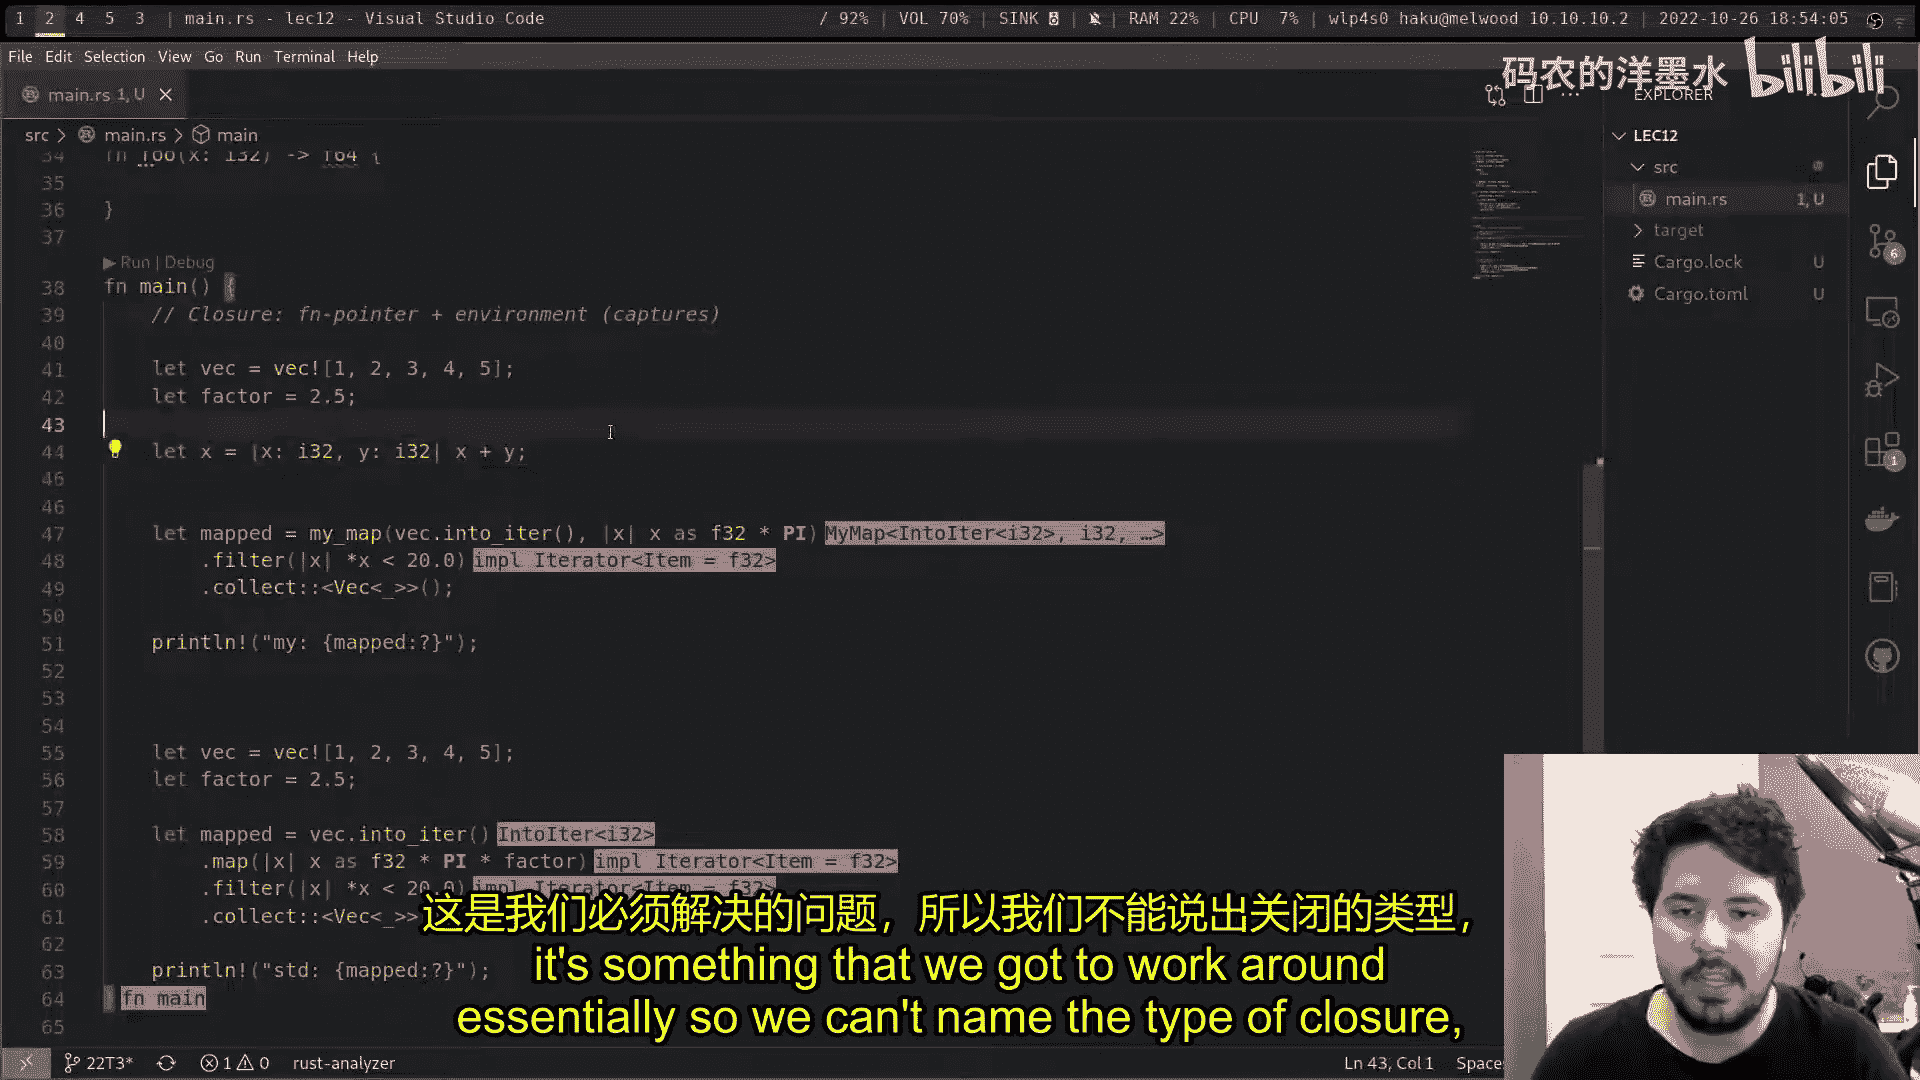 1 2 4 5 3 | main.rs - lec12 - Visual Studio Code / 92% | VOL 70% | SINK | | RAM 22% | CPU 7% | wlp4s0 haku@melwood 10.10.10.2 | 2022-10-26 18:54:05
File Edit Selection View Go Run Terminal Help
码农的洋墨水 bilibili
main.rs 1, U
EXPLORER
src > main.rs > main
LEC12
src
main.rs 1, U
target
Cargo.lock U
Cargo.toml U
6
1
34 fn foo(x: i32) -> f64 {
35
36 }
37
Run | Debug
38 fn main() {
39 // Closure: fn-pointer + environment (captures)
40
41 let vec = vec![1, 2, 3, 4, 5];
42 let factor = 2.5;
43
44 let x = |x: i32, y: i32| x + y;
46
46
47 let mapped = my_map(vec.into_iter(), |x| x as f32 * PI) MyMap<IntoIter<i32>, i32, …>
48 .filter(|x| *x < 20.0) impl Iterator<Item = f32>
49 .collect::<Vec<_>>();
50
51 println!("my: {mapped:?}");
52
53
54
55 let vec = vec![1, 2, 3, 4, 5];
56 let factor = 2.5;
57
58 let mapped = vec.into_iter() IntoIter<i32>
59 .map(|x| x as f32 * PI * factor) impl Iterator<Item = f32>
60 .filter(|x| *x < 20.0) impl Iterator<Item = f32>
61 .collect::<Vec<_>>
62
63 println!("std: {mapped:?}");
64 } fn main
65
这是我们必须解决的问题，所以我们不能说出关闭的类型，
it's something that we got to work around
essentially so we can't name the type of closure,
22T3* 1 0 rust-analyzer Ln 43, Col 1